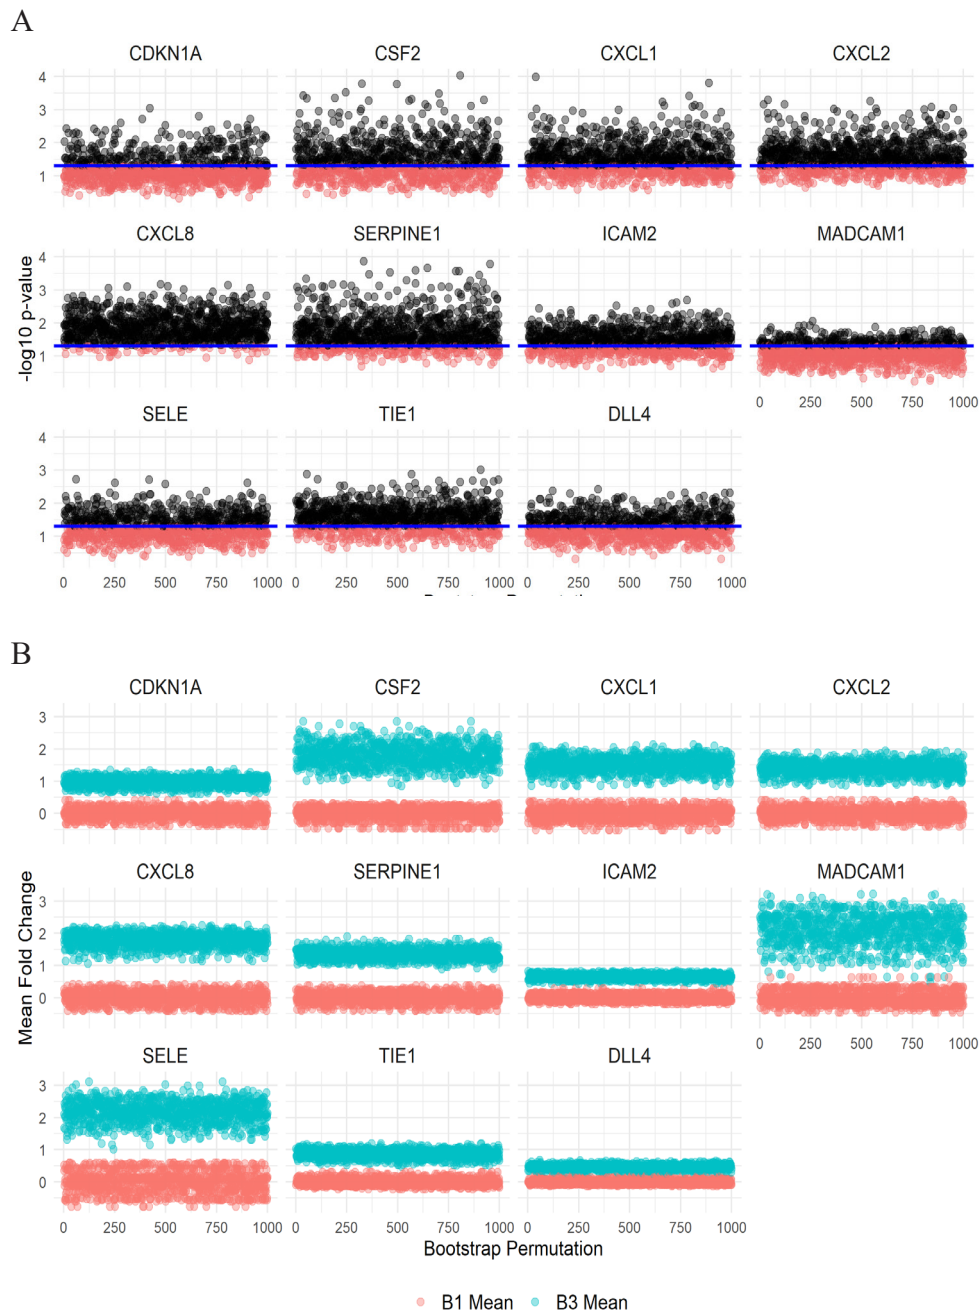 A
CDKN1A CSF2 CXCL1 CXCL2
4
3
2
1
CXCL8 SERPINE1 ICAM2 MADCAM1
-log10 p-value
4
3
2
1
0 250 500 750 1000
SELE TIE1 DLL4
4
3
2
1
0 250 500 750 1000 0 250 500 750 1000 0 250 500 750 1000
B
CDKN1A CSF2 CXCL1 CXCL2
3
2
1
0
CXCL8 SERPINE1 ICAM2 MADCAM1
Mean Fold Change
3
2
1
0
0 250 500 750 1000
SELE TIE1 DLL4
3
2
1
0
0 250 500 750 1000 0 250 500 750 1000 0 250 500 750 1000
Bootstrap Permutation
B1 Mean B3 Mean